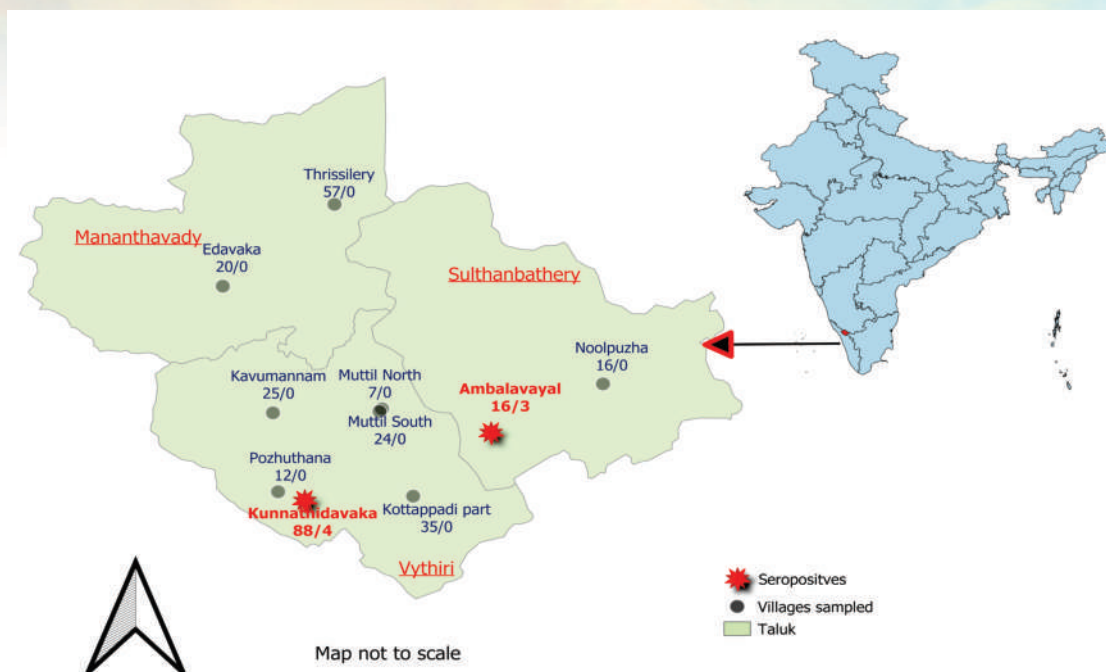 Thrissilery
57/0
Mananthavady
Edavaka
20/0
Sulthanbathery
Noolpuzha
16/0
Kavumannam
25/0
Muttil North
7/0
Muttil South
24/0
Ambalavayal
16/3
Pozhuthana
12/0
Kunnathidavaka
88/4
Kottappadi part
35/0
Vythiri
Seropositves
Villages sampled
Taluk
Map not to scale